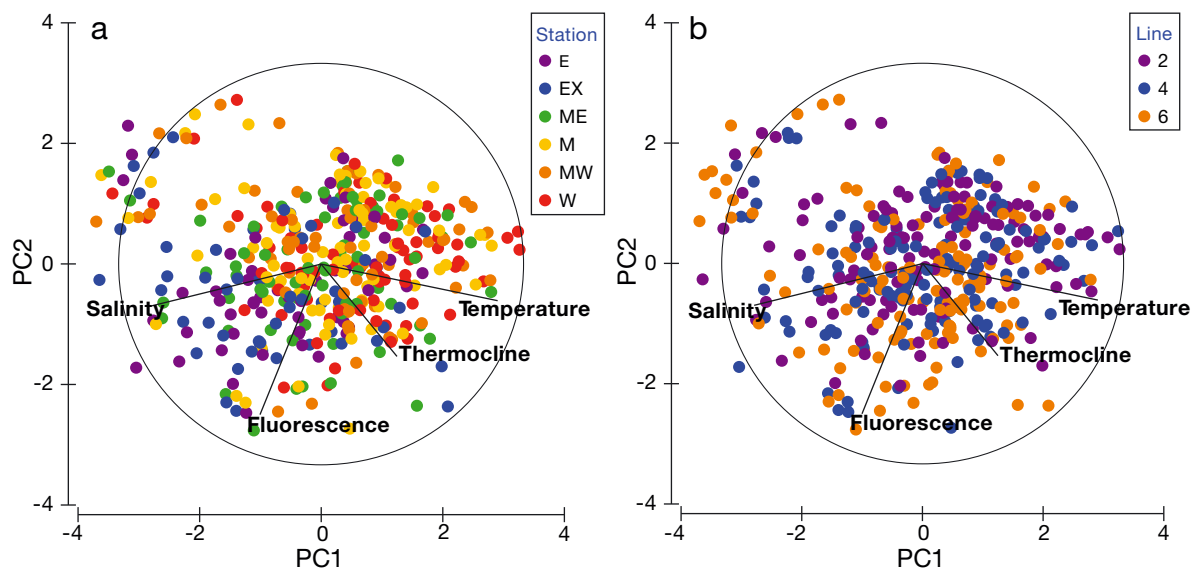 a
Station
E
EX
ME
M
MW
W
4
2
0
-2
-4
PC2
Salinity
Temperature
Thermocline
Fluorescence
-4
-2
0
2
4
PC1
b
Line
2
4
6
4
2
0
-2
-4
PC2
Salinity
Temperature
Thermocline
Fluorescence
-4
-2
0
2
4
PC1